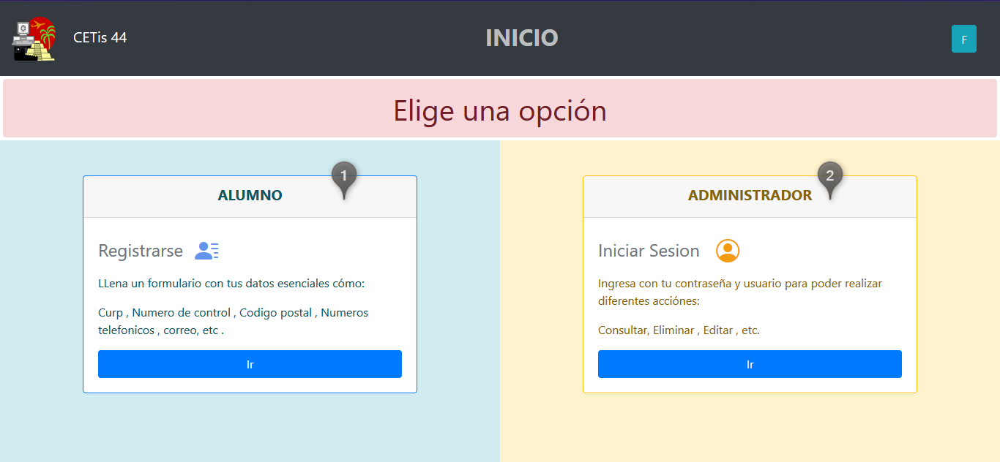 CETis 44
INICIO
F
Elige una opción
1
ALUMNO
Registrarse
LLena un formulario con tus datos esenciales cómo:
Curp , Numero de control , Codigo postal , Numeros
telefonicos , correo, etc .
Ir
2
ADMINISTRADOR
Iniciar Sesion
Ingresa con tu contraseña y usuario para poder realizar
diferentes acciónes:
Consultar, Eliminar , Editar , etc.
Ir